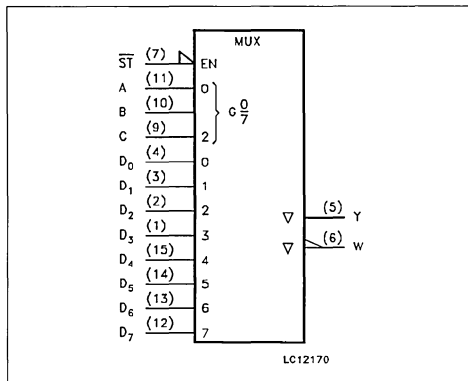 MUX
S̅T̅ (7) EN
A (11) 0
B (10)
C (9) 2
G 0/7
D₀ (4) 0
D₁ (3) 1
D₂ (2) 2
D₃ (1) 3
D₄ (15) 4
D₅ (14) 5
D₆ (13) 6
D₇ (12) 7
▽ (5) Y
▽ (6) W
LC12170